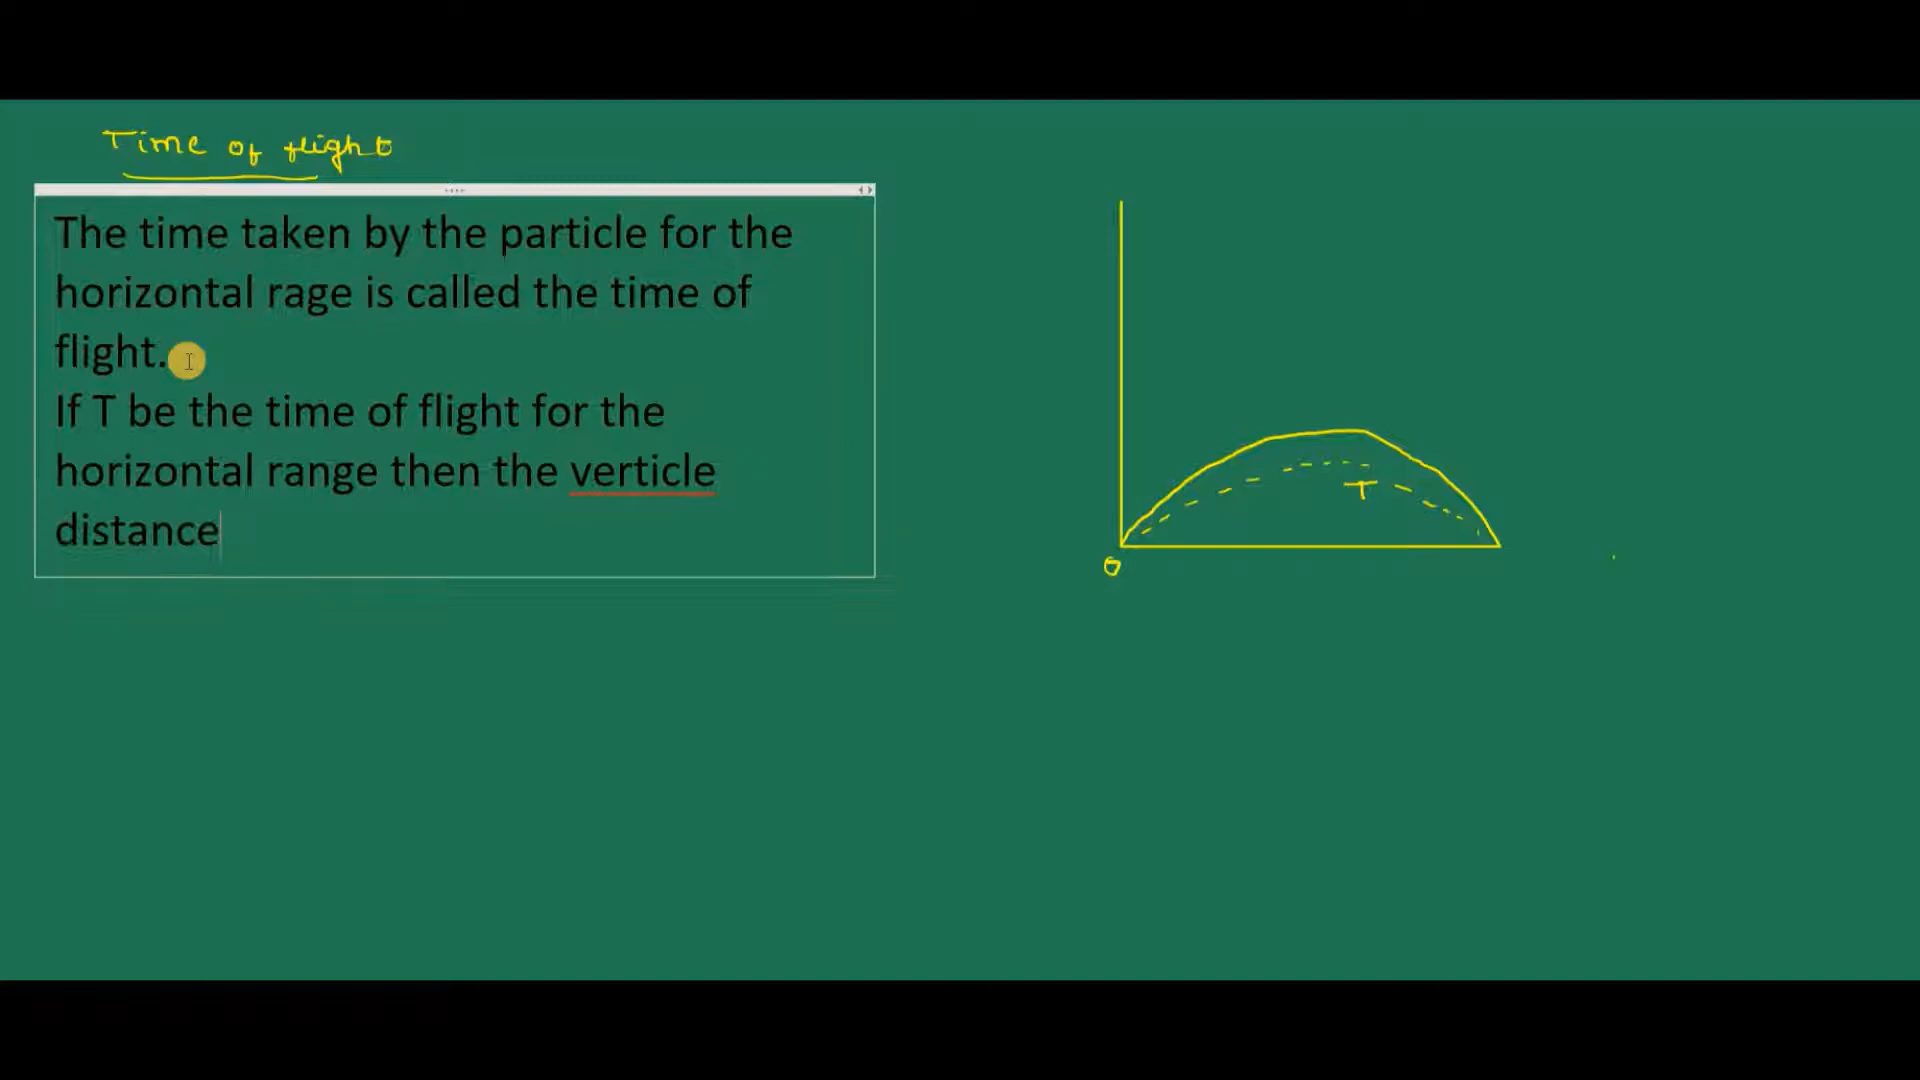 Time of flight
The time taken by the particle for the
horizontal rage is called the time of
flight.
If T be the time of flight for the
horizontal range then the verticle
distance
T
O